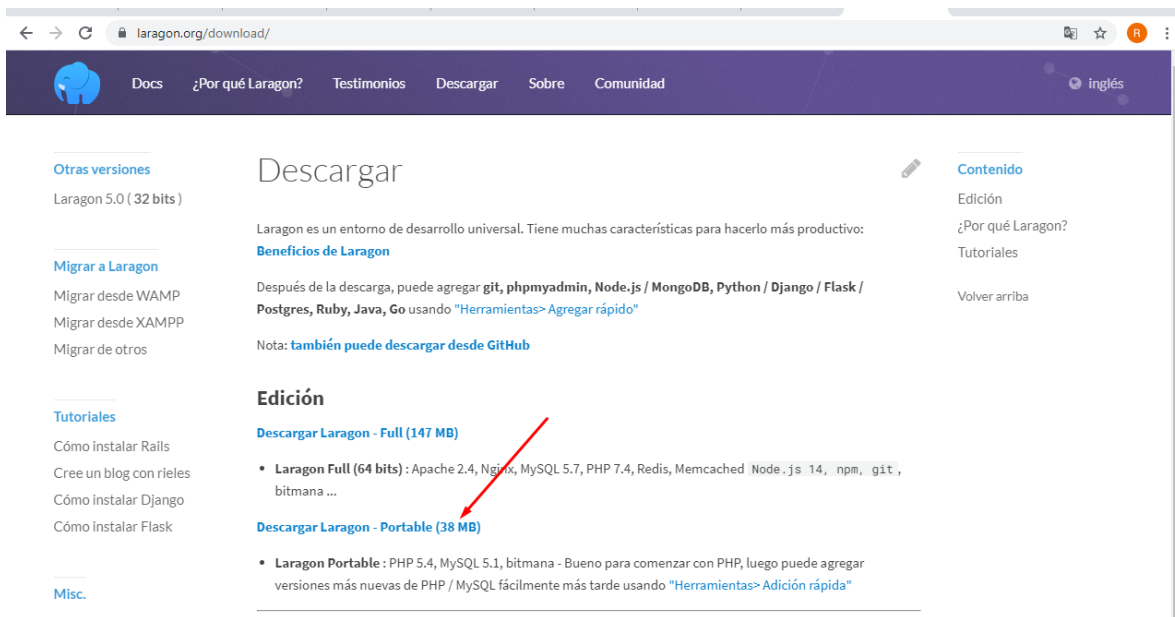 laragon.org/download/
R
Docs ¿Por qué Laragon? Testimonios Descargar Sobre Comunidad inglés
Otras versiones
Laragon 5.0 ( 32 bits )
Migrar a Laragon
Migrar desde WAMP
Migrar desde XAMPP
Migrar de otros
Tutoriales
Cómo instalar Rails
Cree un blog con rieles
Cómo instalar Django
Cómo instalar Flask
Misc.
Descargar
Laragon es un entorno de desarrollo universal. Tiene muchas características para hacerlo más productivo:
Beneficios de Laragon
Después de la descarga, puede agregar git, phpmyadmin, Node.js / MongoDB, Python / Django / Flask /
Postgres, Ruby, Java, Go usando "Herramientas> Agregar rápido"
Nota: también puede descargar desde GitHub
Edición
Descargar Laragon - Full (147 MB)
• Laragon Full (64 bits) : Apache 2.4, Nginx, MySQL 5.7, PHP 7.4, Redis, Memcached Node.js 14, npm, git ,
bitmana ...
Descargar Laragon - Portable (38 MB)
• Laragon Portable : PHP 5.4, MySQL 5.1, bitmana - Bueno para comenzar con PHP, luego puede agregar
versiones más nuevas de PHP / MySQL fácilmente más tarde usando "Herramientas> Adición rápida"
Contenido
Edición
¿Por qué Laragon?
Tutoriales
Volver arriba